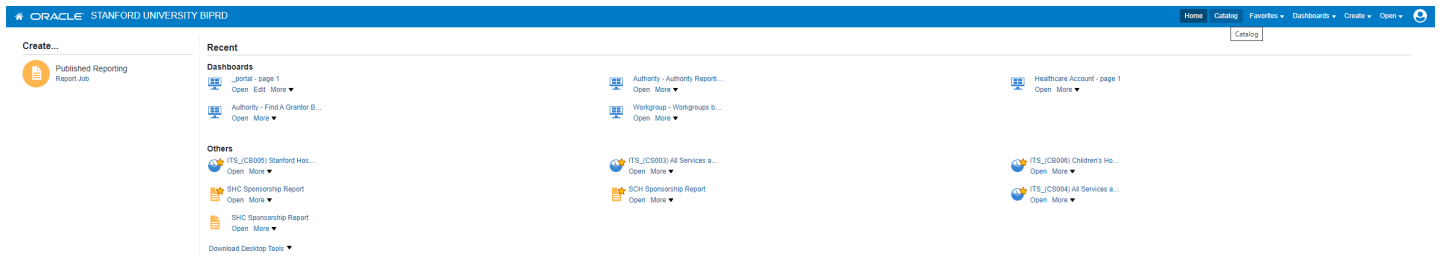 ORACLE STANFORD UNIVERSITY BIPRD
Home Catalog Favorites Dashboards Create Open
Catalog
Create...
Published Reporting
Report Job
Recent
Dashboards
_portal - page 1
Open Edit More
Authority - Authority Reporti...
Open More
Healthcare Account - page 1
Open More
Authority - Find A Grantor B...
Open More
Workgroup - Workgroups b...
Open More
Others
ITS_(CB005) Stanford Hos...
Open More
ITS_(CS003) All Services a...
Open More
ITS_(CB006) Children's Ho...
Open More
SHC Sponsorship Report
Open More
SCH Sponsorship Report
Open More
ITS_(CS004) All Services a...
Open More
SHC Sponsorship Report
Open More
Download Desktop Tools